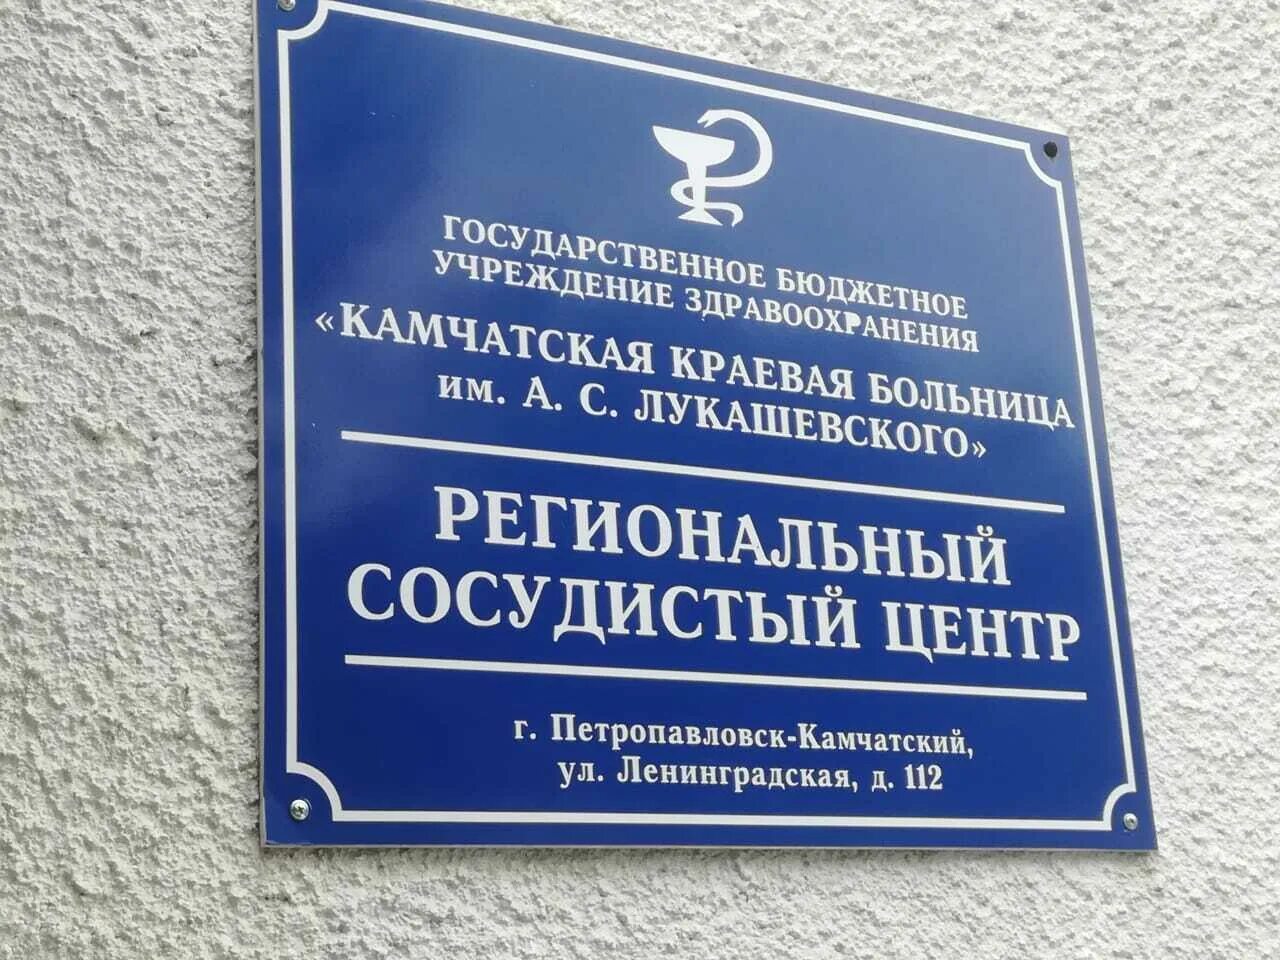 ГОСУДАРСТВЕННОЕ БЮДЖЕТНОЕ
УЧРЕЖДЕНИЕ ЗДРАВООХРАНЕНИЯ
«КАМЧАТСКАЯ КРАЕВАЯ БОЛЬНИЦА
им. А. С. ЛУКАШЕВСКОГО»
РЕГИОНАЛЬНЫЙ
СОСУДИСТЫЙ ЦЕНТР
г. Петропавловск-Камчатский,
ул. Ленинградская, д. 112